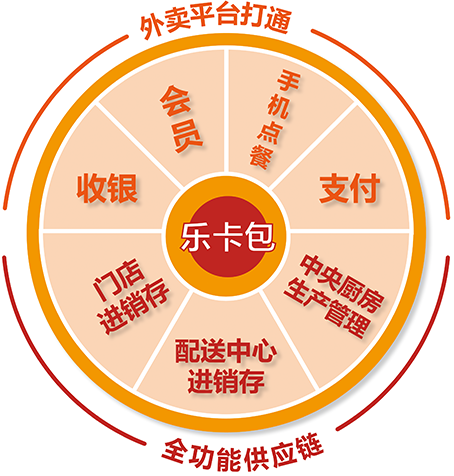 外卖平台打通
会员
手机点餐
收银
支付
乐卡包
门店
进销存
中央厨房
生产管理
配送中心
进销存
全功能供应链